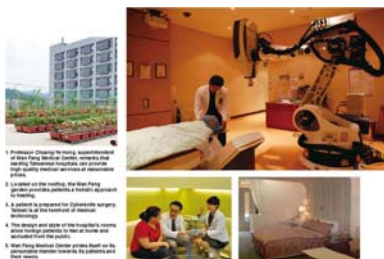 1. Professor Chuang Ye-Hong, superintendent
of Wan Fang Medical Center, remarks that
leading Taiwanese hospitals can provide
high quality medical services at reasonable
prices.
2. Located on the rooftop, the Wan Fang
garden provides patients a holistic approach
to healing.
3. A patient is prepared for Cyberknife surgery.
Taiwan is at the forefront of medical
technology.
4. The design and style of the hospital's rooms
allow foreign patients to feel at home and
secluded from the public.
5. Wan Fang Medical Center prides itself on its
personable manner towards its patients and
their needs.